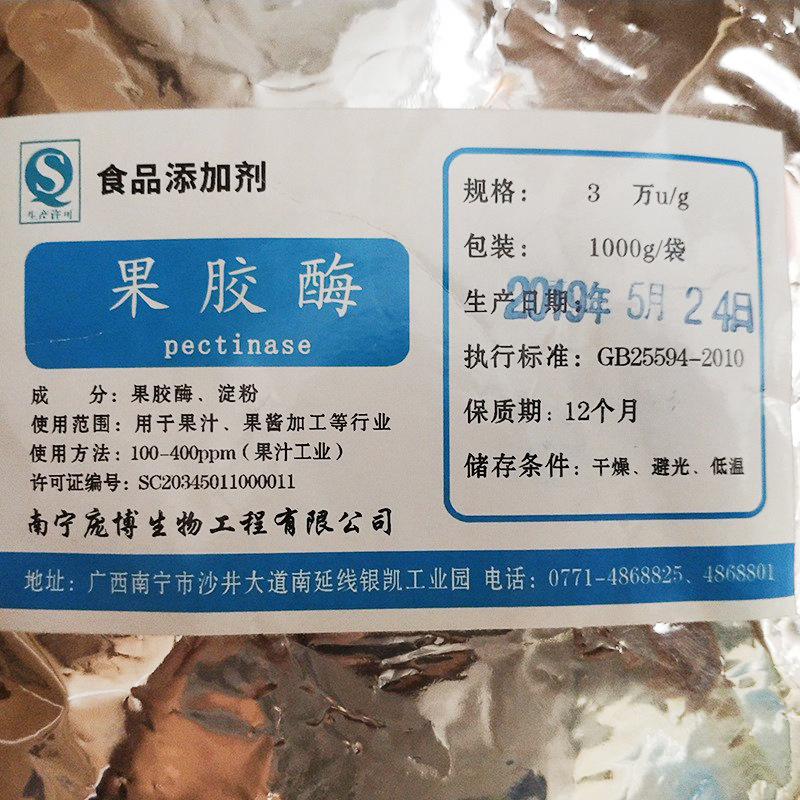 生产许可
食品添加剂
果胶酶
pectinase
成 分：果胶酶、淀粉
使用范围：用于果汁、果酱加工等行业
使用方法：100-400ppm（果汁工业）
许可证编号：SC20345011000011
南宁庞博生物工程有限公司
规格： 3 万u/g
包装： 1000g/袋
生产日期：2019年 5月 24日
执行标准：GB25594-2010
保质期：12个月
储存条件：干燥、避光、低温
地址：广西南宁市沙井大道南延线银凯工业园 电话：0771-4868825、4868801